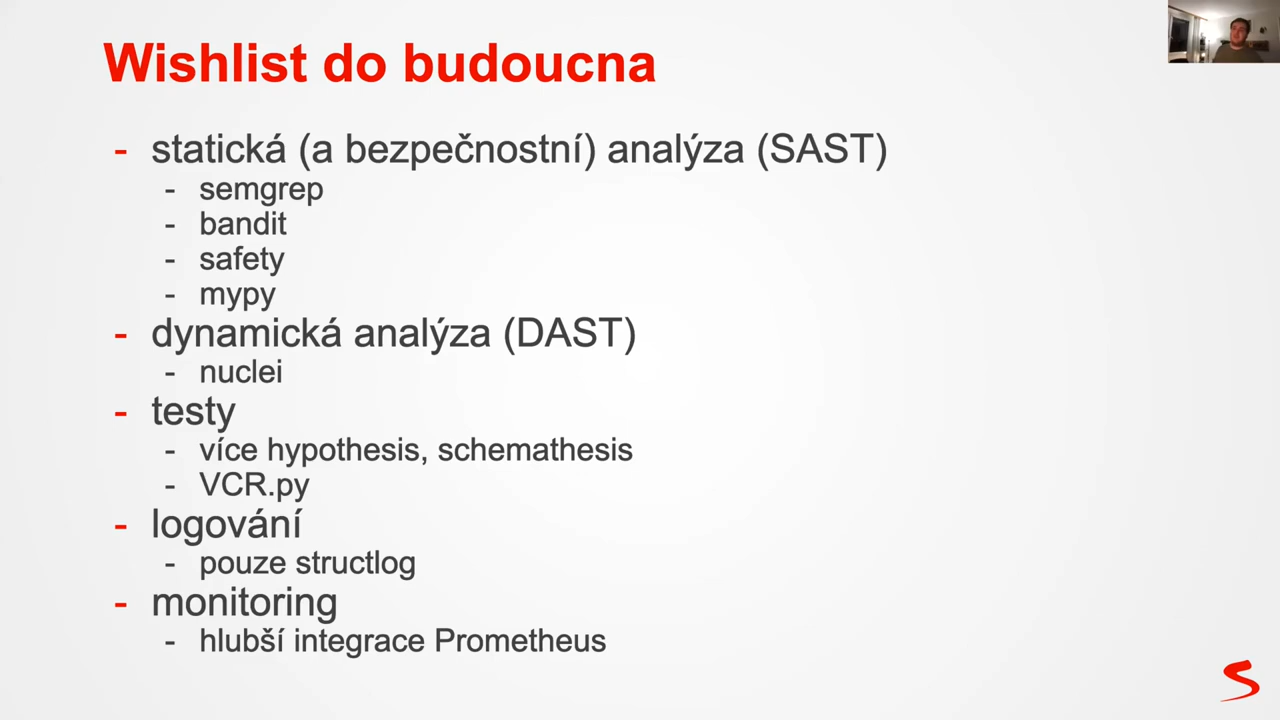 Wishlist do budoucna
- statická (a bezpečnostní) analýza (SAST)
- semgrep
- bandit
- safety
- mypy
- dynamická analýza (DAST)
- nuclei
- testy
- více hypothesis, schemathesis
- VCR.py
- logování
- pouze structlog
- monitoring
- hlubší integrace Prometheus